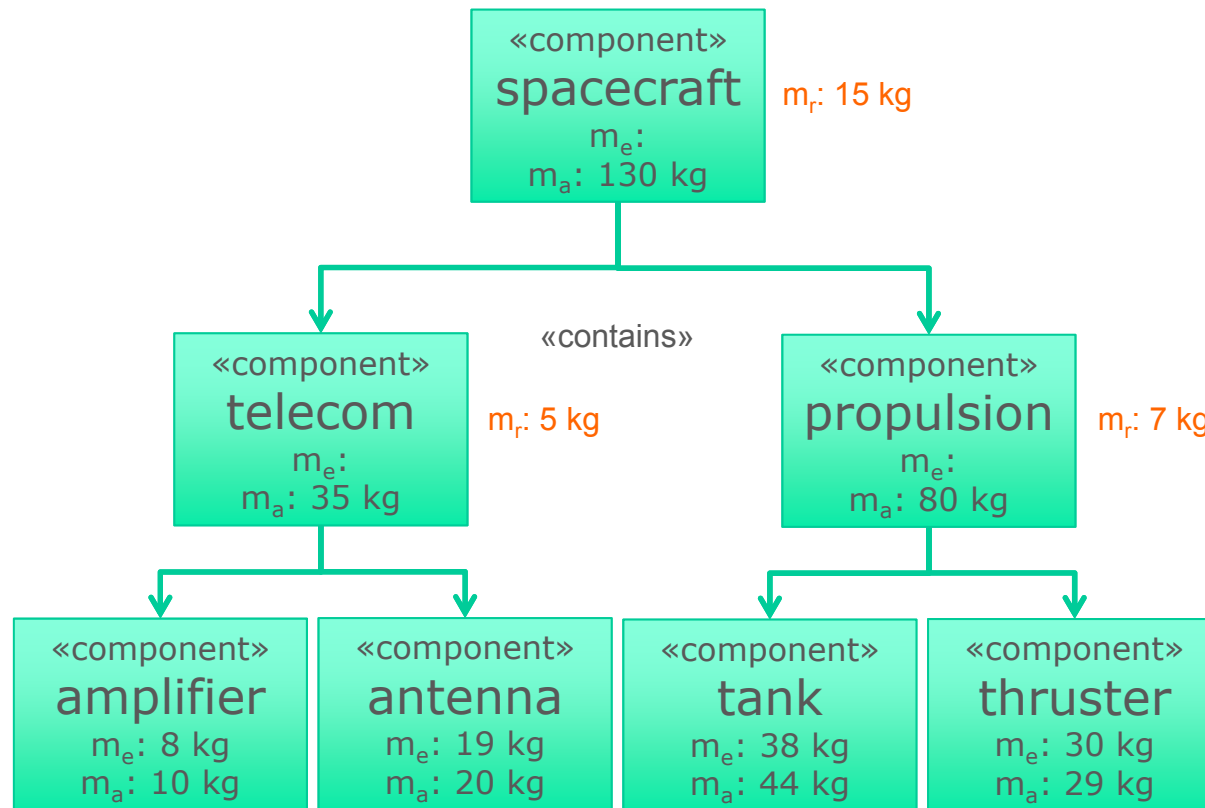 «component»
spacecraft
mₑ:
mₐ: 130 kg
mᵣ: 15 kg
«contains»
«component»
telecom
mₑ:
mₐ: 35 kg
mᵣ: 5 kg
«component»
propulsion
mₑ:
mₐ: 80 kg
mᵣ: 7 kg
«component»
amplifier
mₑ: 8 kg
mₐ: 10 kg
«component»
antenna
mₑ: 19 kg
mₐ: 20 kg
«component»
tank
mₑ: 38 kg
mₐ: 44 kg
«component»
thruster
mₑ: 30 kg
mₐ: 29 kg